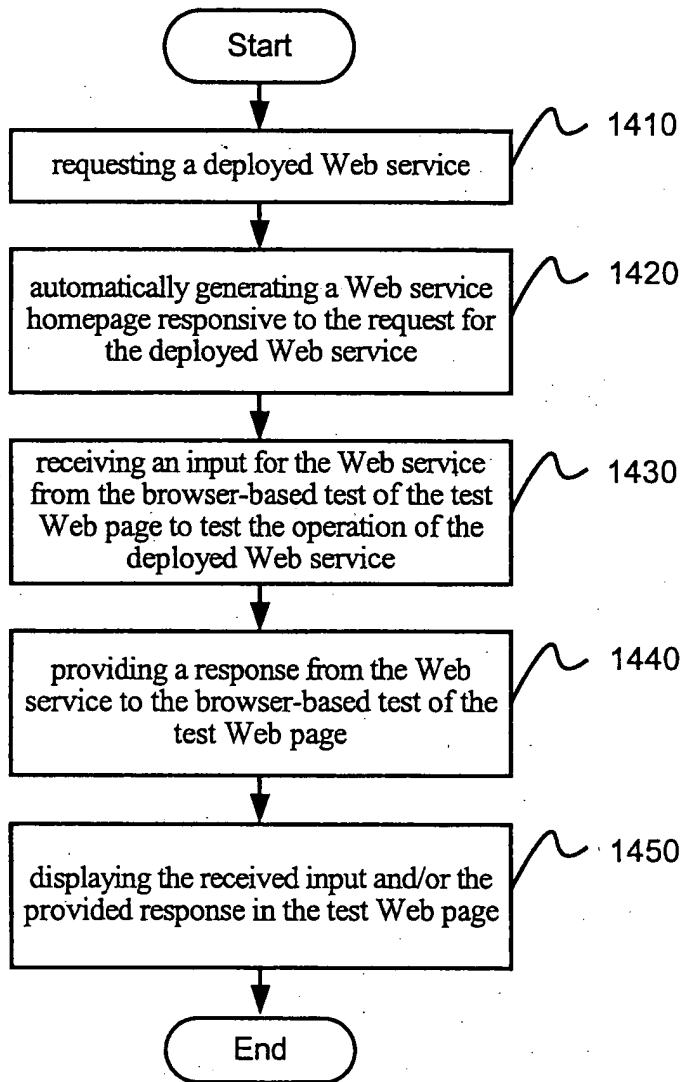 Start
requesting a deployed Web service
1410
automatically generating a Web service
homepage responsive to the request for
the deployed Web service
1420
receiving an input for the Web service
from the browser-based test of the test
Web page to test the operation of the
deployed Web service
1430
providing a response from the Web
service to the browser-based test of the
test Web page
1440
displaying the received input and/or the
provided response in the test Web page
1450
End